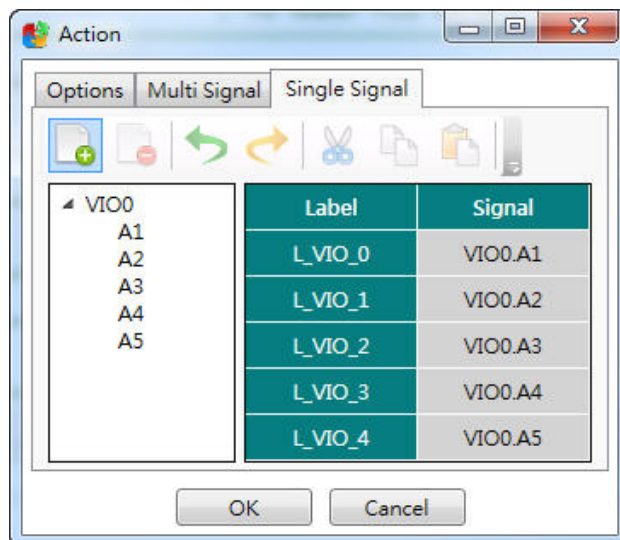 Action
Options Multi Signal Single Signal
VIO0
A1
A2
A3
A4
A5
Label Signal
L_VIO_0 VIO0.A1
L_VIO_1 VIO0.A2
L_VIO_2 VIO0.A3
L_VIO_3 VIO0.A4
L_VIO_4 VIO0.A5
OK Cancel